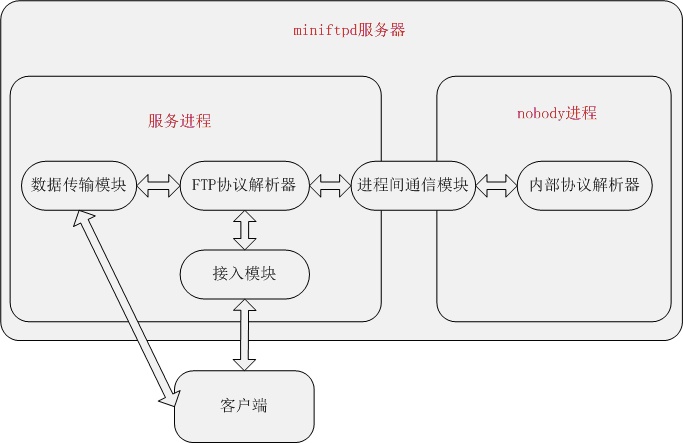 miniftpd服务器
服务进程
nobody进程
数据传输模块
FTP协议解析器
进程间通信模块
内部协议解析器
接入模块
客户端